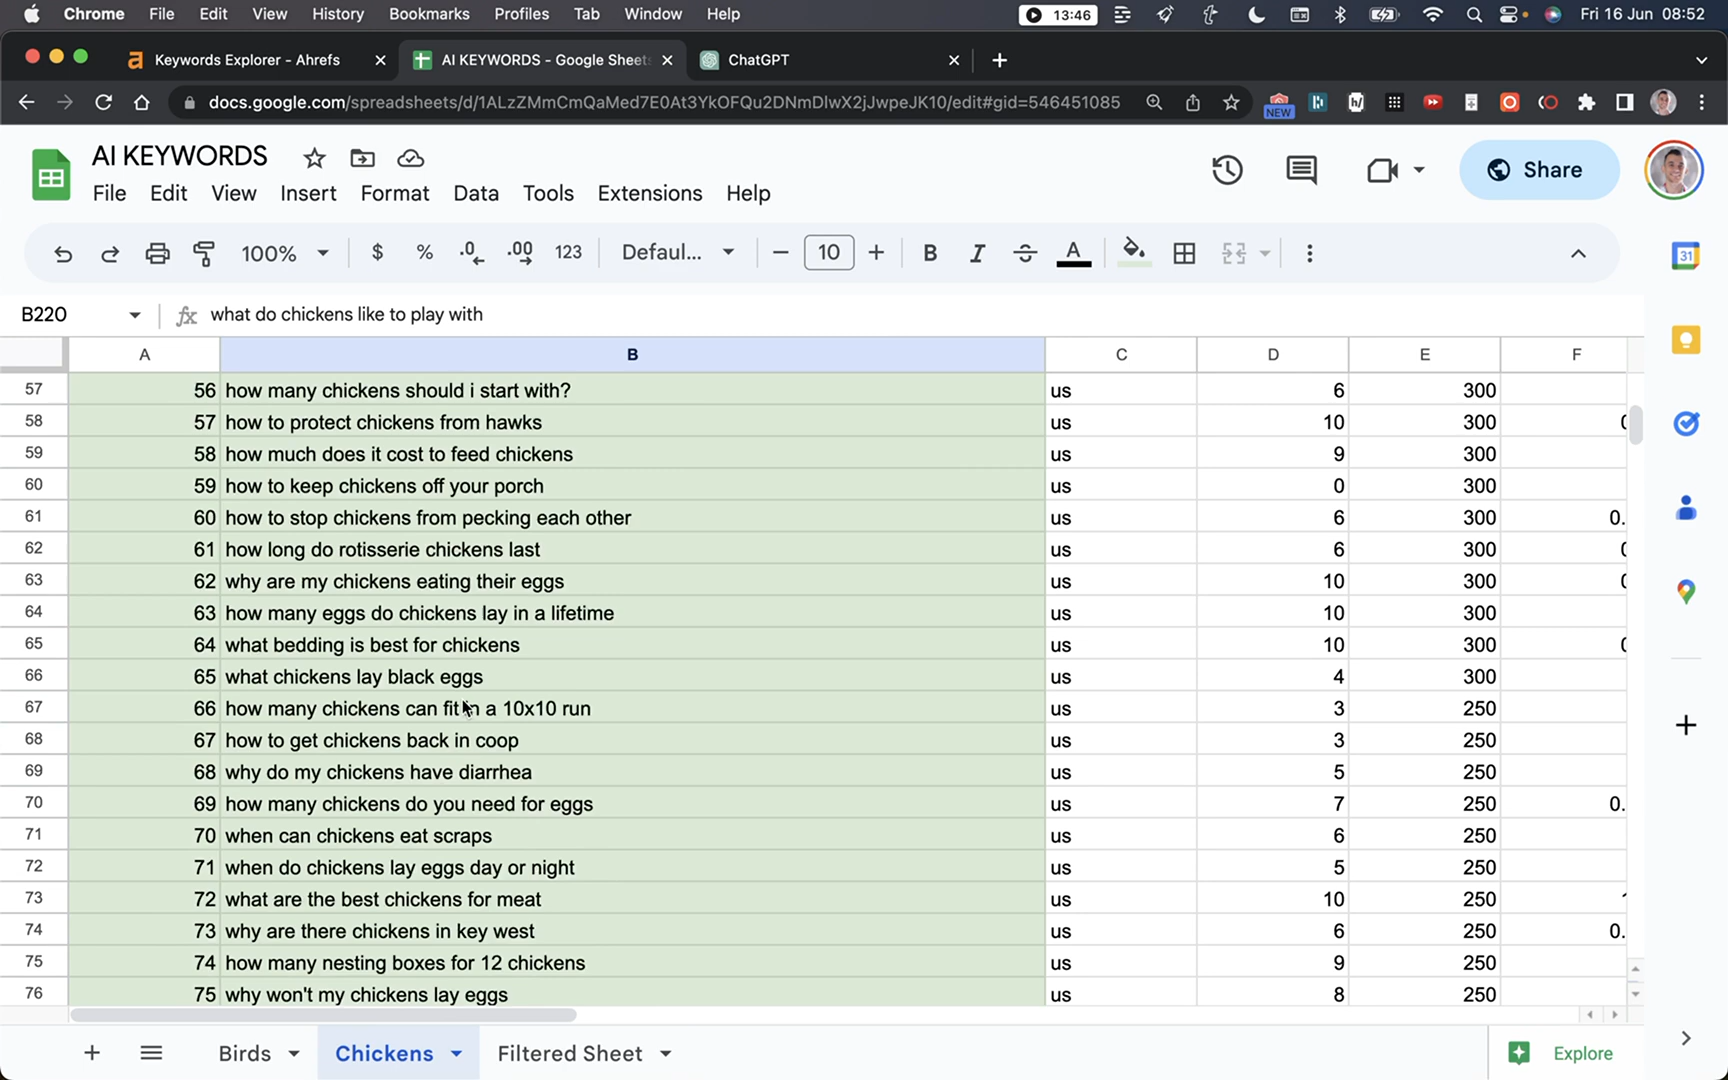 Chrome File Edit View History Bookmarks Profiles Tab Window Help 13:46 Fri 16 Jun 08:52
Keywords Explorer - Ahrefs AI KEYWORDS - Google Sheets ChatGPT
docs.google.com/spreadsheets/d/1ALzZMmCmQaMed7E0At3YkOFQu2DNmDlwX2jJwpeJK10/edit#gid=546451085 NEW
AI KEYWORDS
Share
File Edit View Insert Format Data Tools Extensions Help
100% $ % .0 .00 123 Defaul... 10 B I A
31
B220 fx what do chickens like to play with
A B C D E F
57 56 how many chickens should i start with? us 6 300
58 57 how to protect chickens from hawks us 10 300
59 58 how much does it cost to feed chickens us 9 300
60 59 how to keep chickens off your porch us 0 300
61 60 how to stop chickens from pecking each other us 6 300 0.
62 61 how long do rotisserie chickens last us 6 300
63 62 why are my chickens eating their eggs us 10 300
64 63 how many eggs do chickens lay in a lifetime us 10 300
65 64 what bedding is best for chickens us 10 300
66 65 what chickens lay black eggs us 4 300
67 66 how many chickens can fit in a 10x10 run us 3 250
68 67 how to get chickens back in coop us 3 250
69 68 why do my chickens have diarrhea us 5 250
70 69 how many chickens do you need for eggs us 7 250 0.
71 70 when can chickens eat scraps us 6 250
72 71 when do chickens lay eggs day or night us 5 250
73 72 what are the best chickens for meat us 10 250
74 73 why are there chickens in key west us 6 250 0.
75 74 how many nesting boxes for 12 chickens us 9 250
76 75 why won't my chickens lay eggs us 8 250
Birds Chickens Filtered Sheet Explore